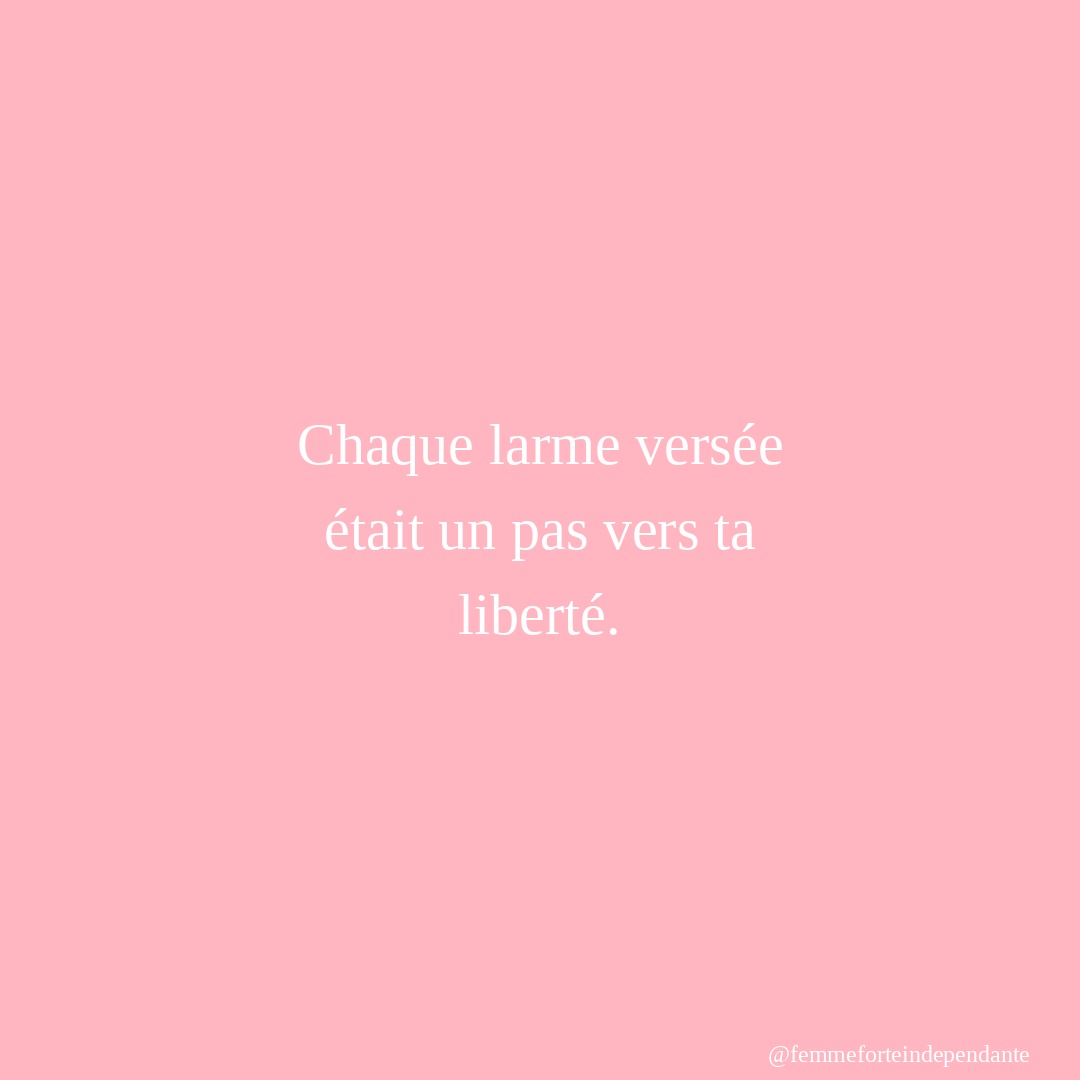 Chaque larme versée
était un pas vers ta
liberté.
@femmeforteindependante